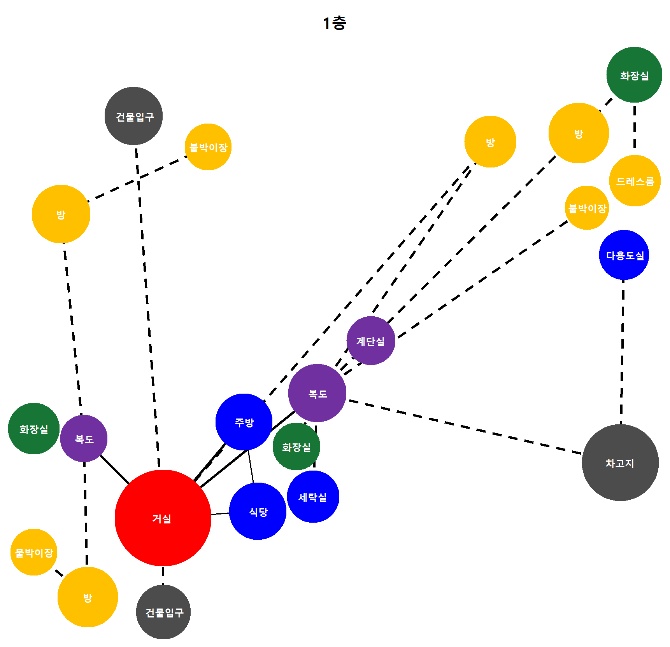 1층
화장실
건물입구
방
방
붙박이장
드레스룸
붙박이장
방
다용도실
계단실
복도
주방
화장실
복도
화장실
차고지
세탁실
식당
거실
붙박이장
방
건물입구